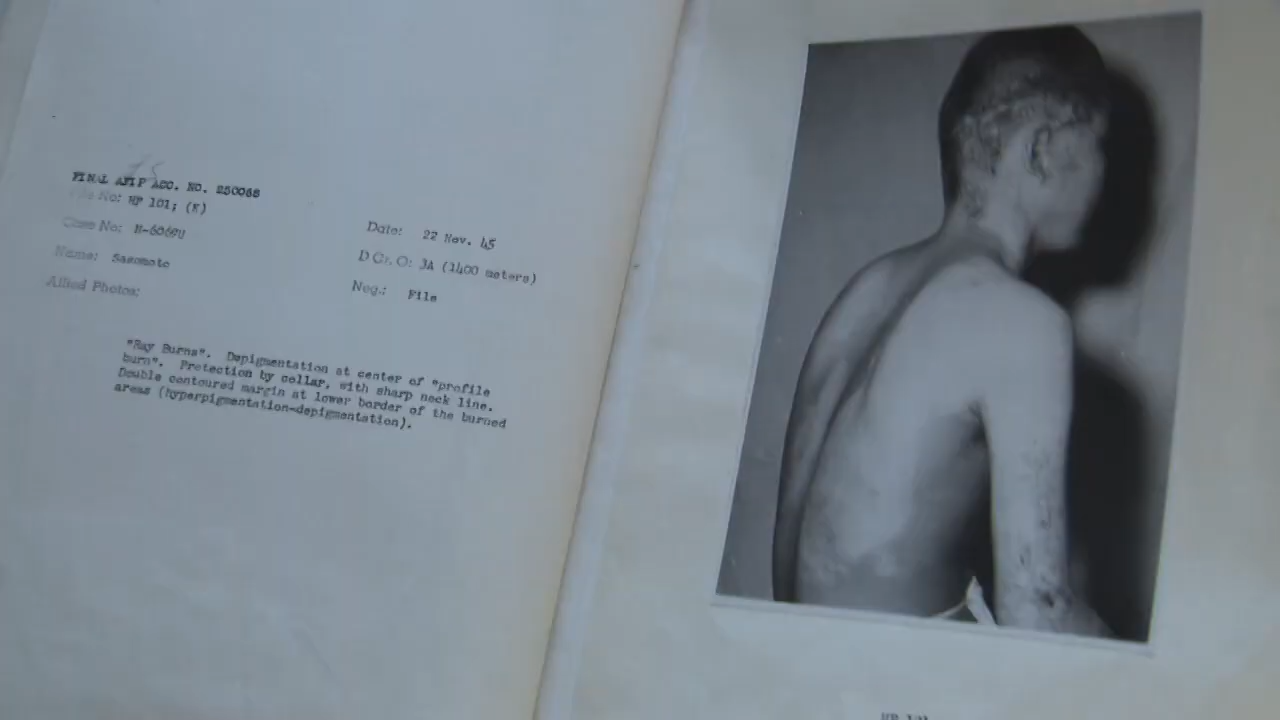 FINAL AFIP ACC. NO. 250068
File No: HP 101; (K)
Case No: H-6069U
Name: Sasomoto
Allied Photos:
Date: 22 Nov. 45
D Gr. O: 3A (1400 meters)
Neg.: File
"Ray Burns". Depigmentation at center of "profile
burn". Protection by collar, with sharp neck line.
Double contoured margin at lower border of the burned
areas (hyperpigmentation-depigmentation).